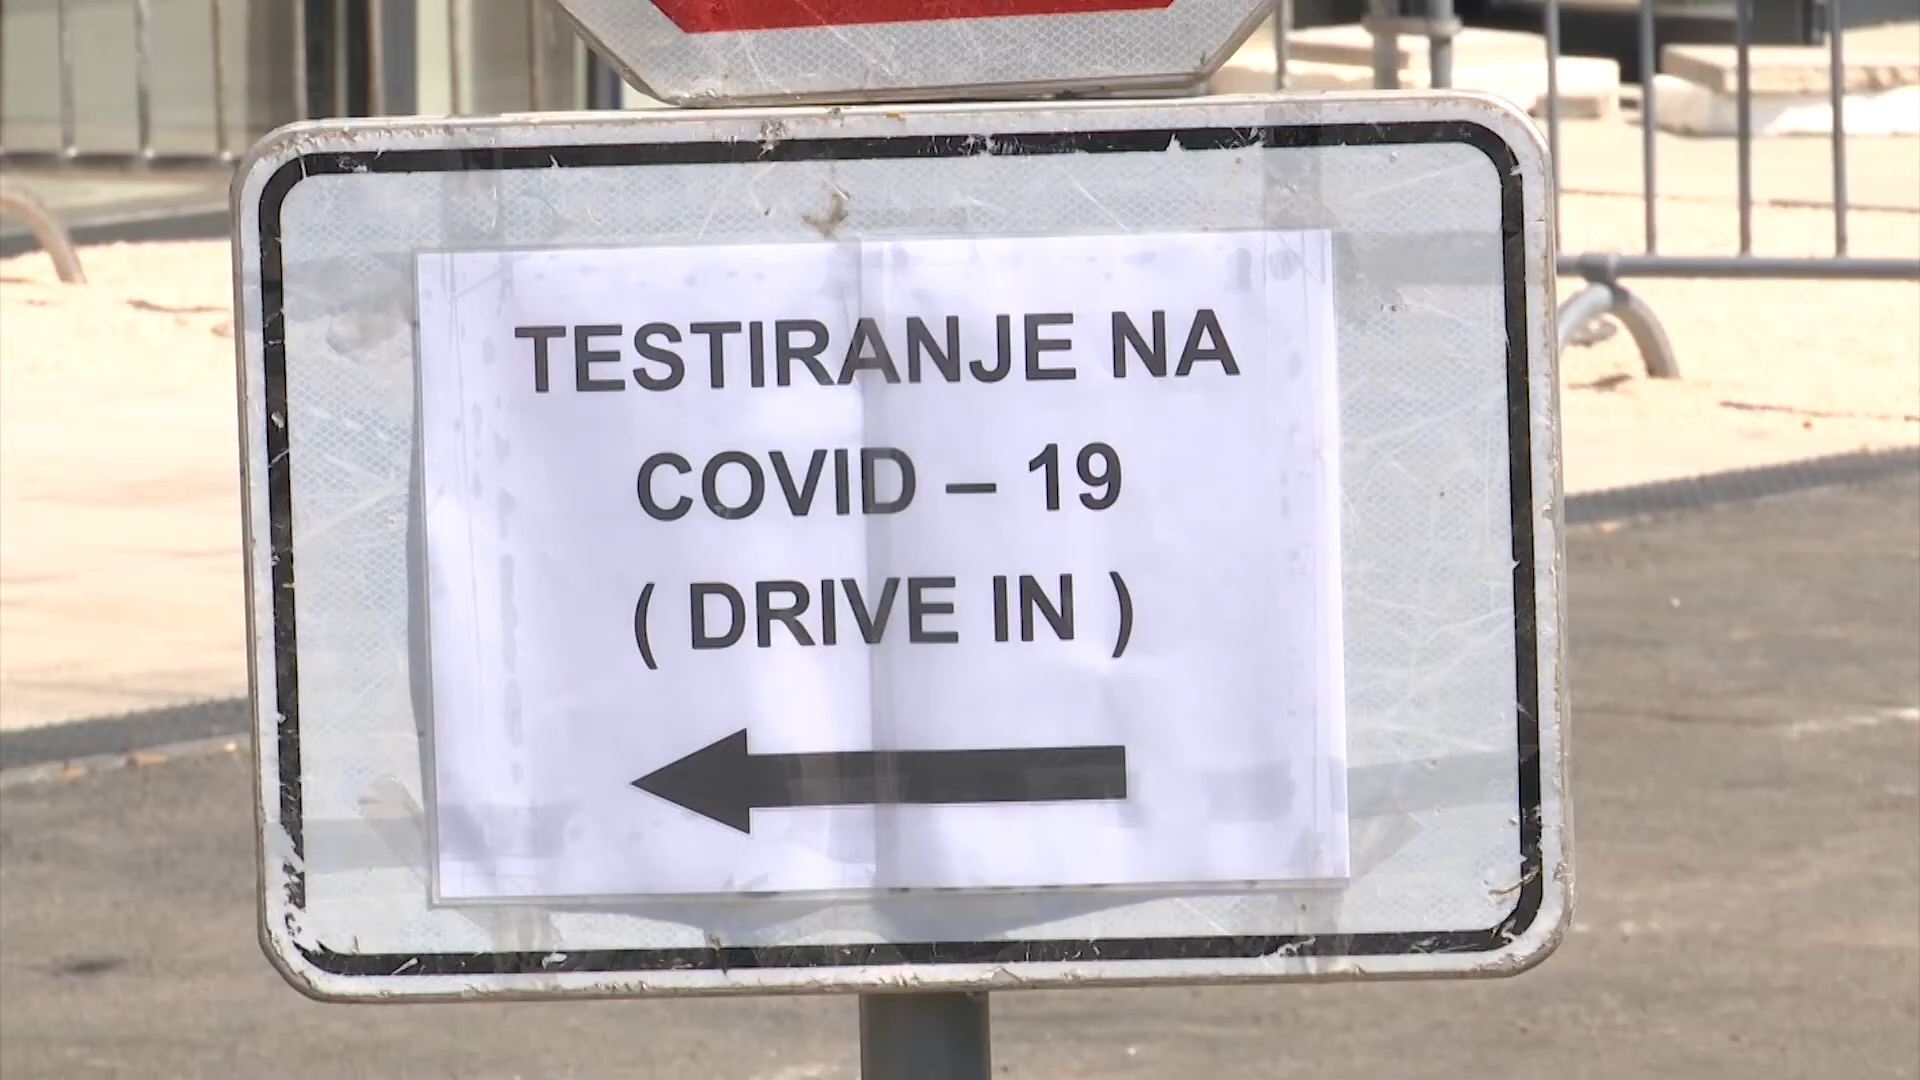 TESTIRANJE NA
COVID – 19
( DRIVE IN )